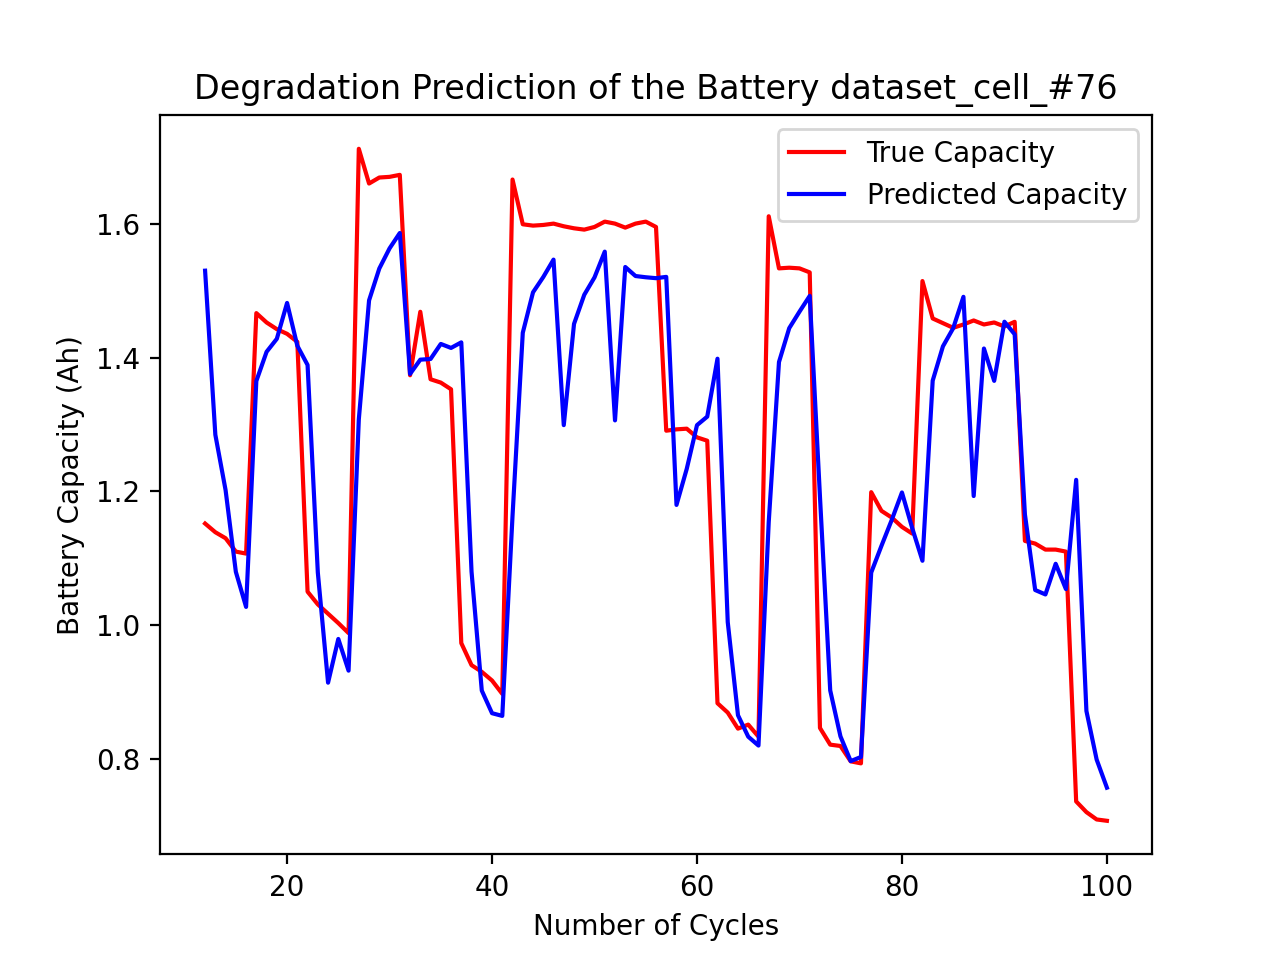 Degradation Prediction of the Battery dataset_cell_#76
True Capacity
Predicted Capacity
Battery Capacity (Ah)
1.6
1.4
1.2
1.0
0.8
20 40 60 80 100
Number of Cycles